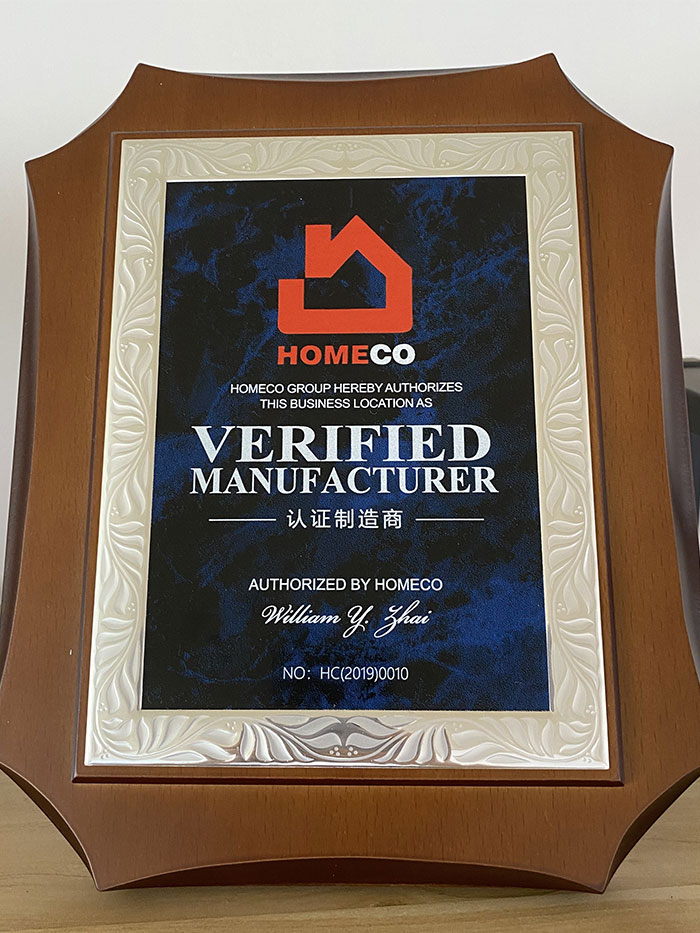 HOMECO
HOMECO GROUP HEREBY AUTHORIZES
THIS BUSINESS LOCATION AS
VERIFIED
MANUFACTURER
认证制造商
AUTHORIZED BY HOMECO
William Y. Zhai
NO：HC(2019)0010